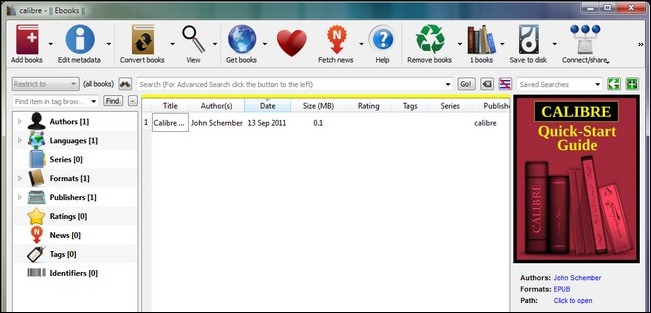 calibre - || Ebooks ||
Add books
Edit metadata
Convert books
View
Get books
Fetch news
Help
Remove books
1 books
Save to disk
Connect/share
Restrict to
(all books)
Search (For Advanced Search click the button to the left)
Go!
Saved Searches
Find item in tag brow...
Find
-
Title Author(s) Date Size (MB) Rating Tags Series Publishe
1 Calibre ... John Schember 13 Sep 2011 0.1 calibre
Authors [1]
Languages [1]
Series [0]
Formats [1]
Publishers [1]
Ratings [0]
News [0]
Tags [0]
Identifiers [0]
CALIBRE
Quick-Start
Guide
CALIBRE
Authors: John Schember
Formats: EPUB
Path: Click to open